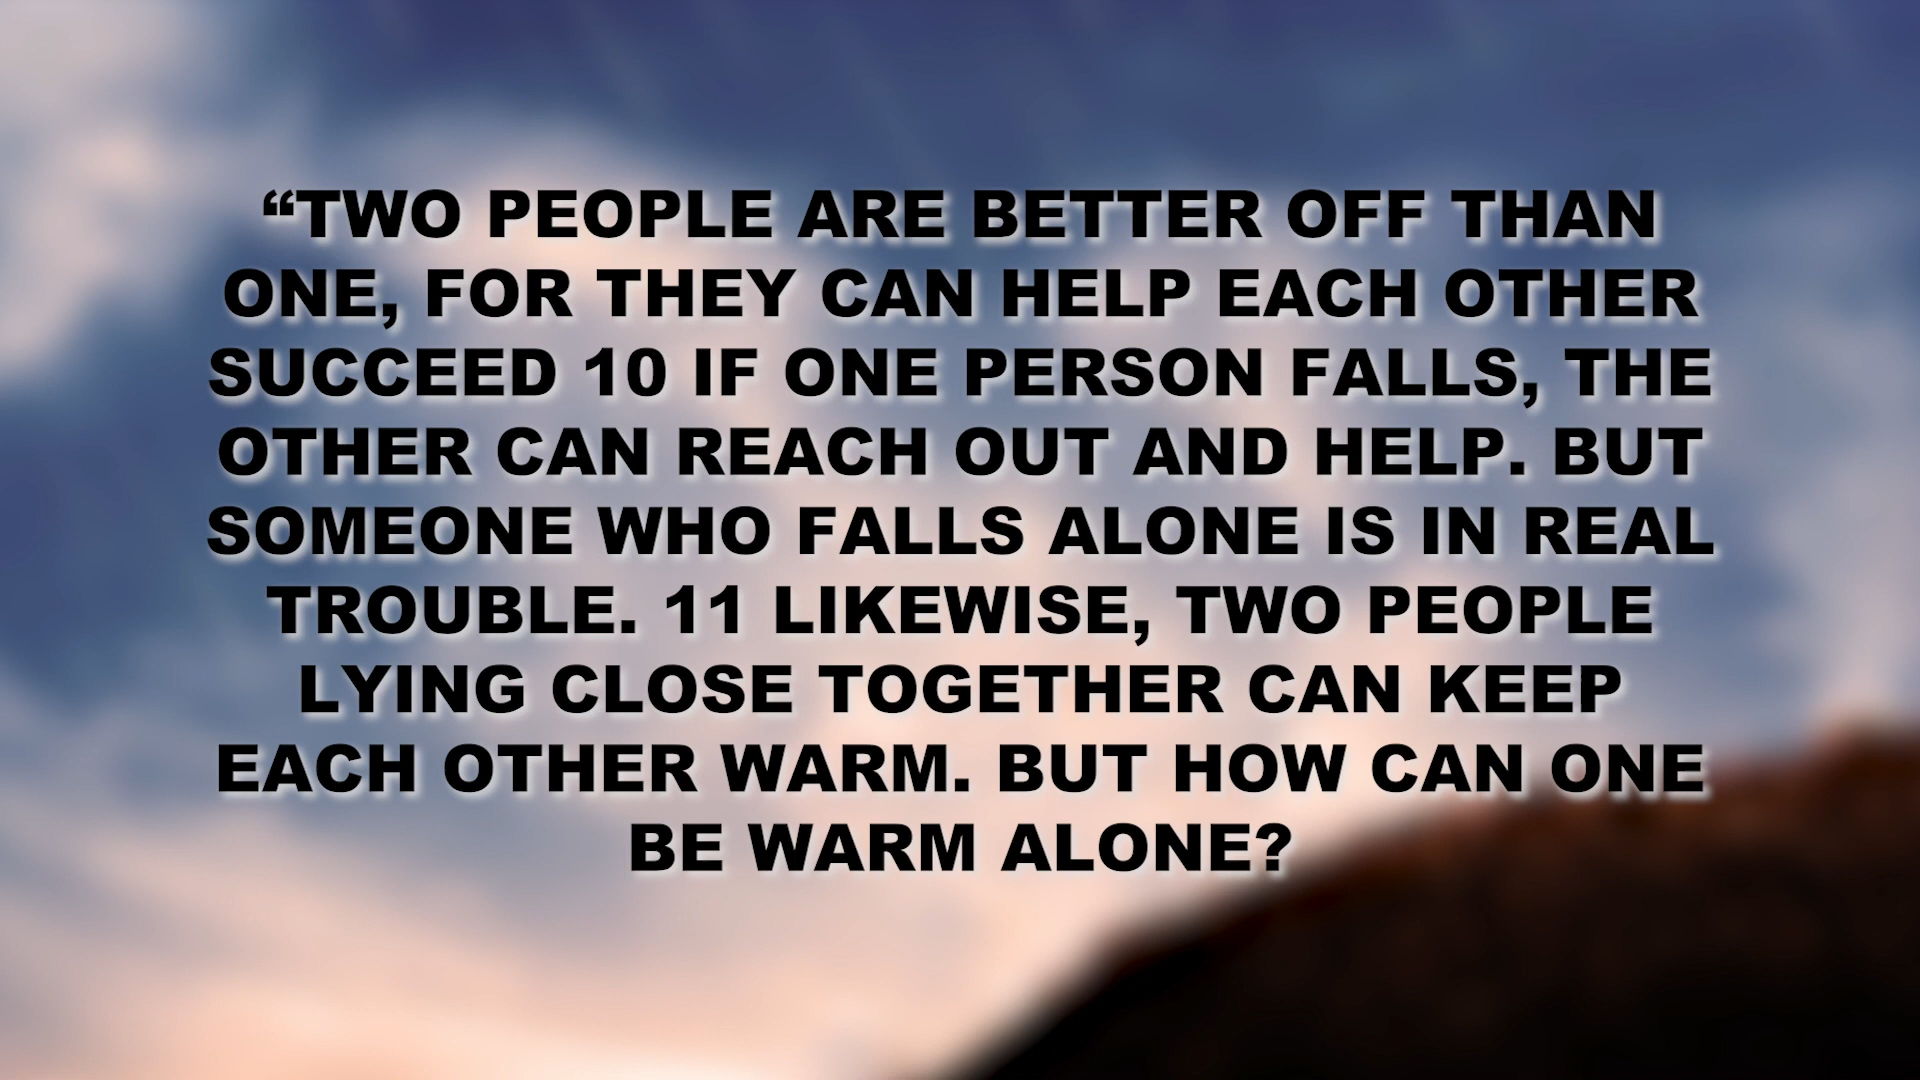 “TWO PEOPLE ARE BETTER OFF THAN
ONE, FOR THEY CAN HELP EACH OTHER
SUCCEED 10 IF ONE PERSON FALLS, THE
OTHER CAN REACH OUT AND HELP. BUT
SOMEONE WHO FALLS ALONE IS IN REAL
TROUBLE. 11 LIKEWISE, TWO PEOPLE
LYING CLOSE TOGETHER CAN KEEP
EACH OTHER WARM. BUT HOW CAN ONE
BE WARM ALONE?